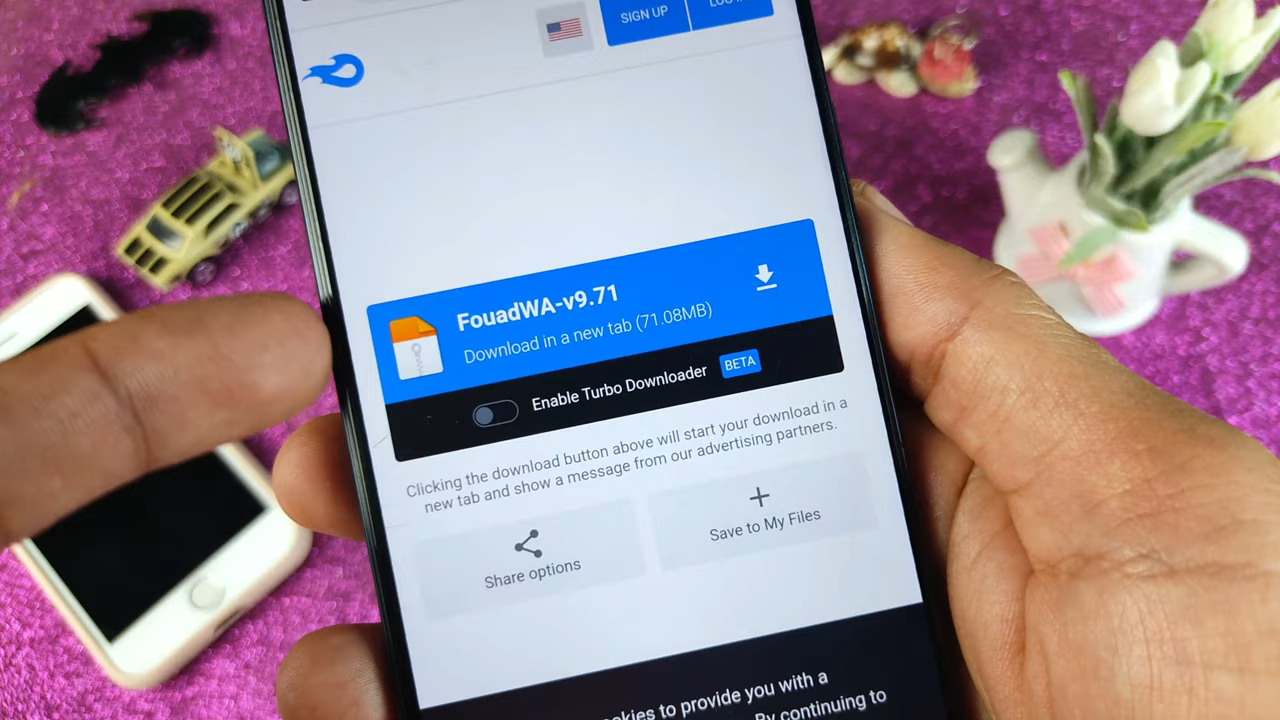 SIGN UP
FouadWA-v9.71
Download in a new tab (71.08MB)
Enable Turbo Downloader BETA
Clicking the download button above will start your download in a
new tab and show a message from our advertising partners.
Share options
Save to My Files
to provide you with a
By continuing to